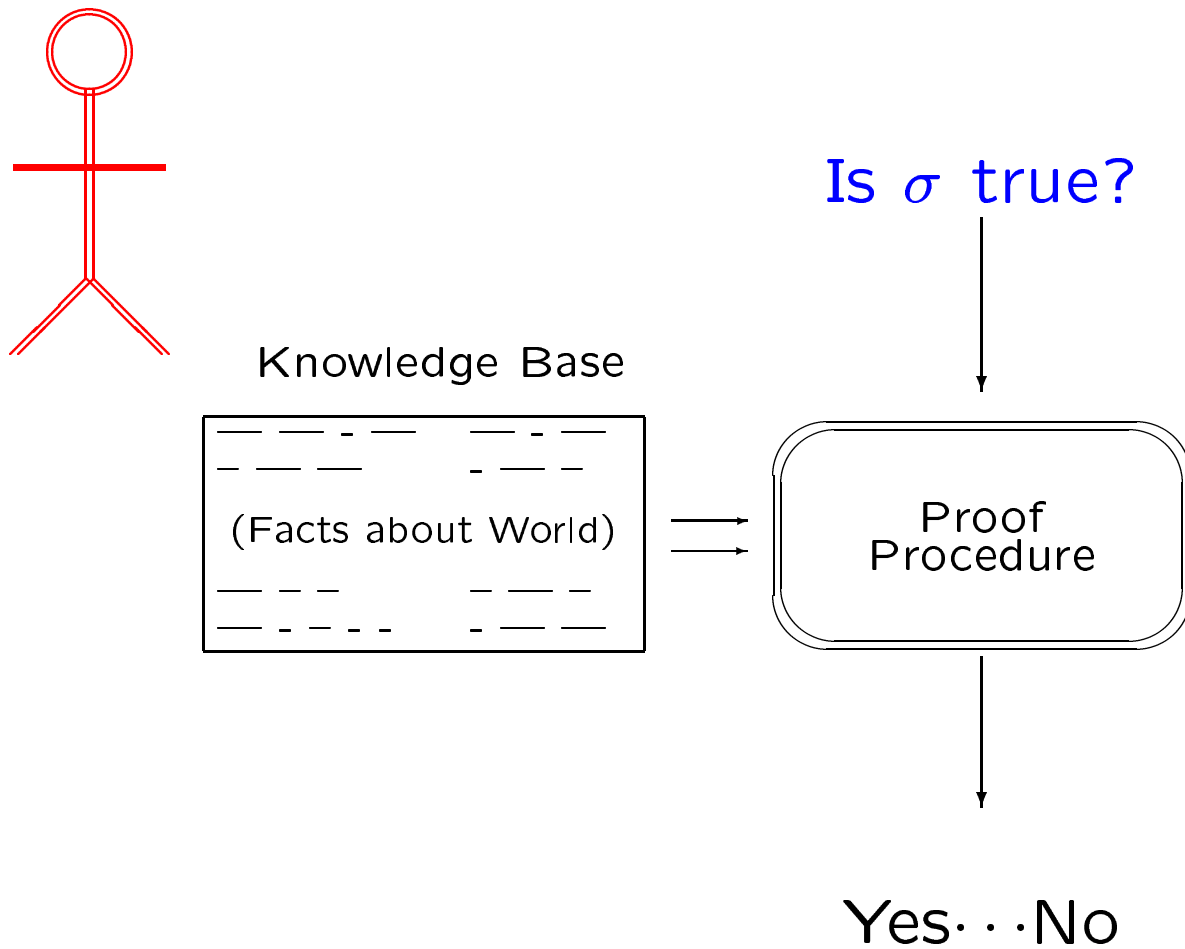 Is σ true?
Knowledge Base
(Facts about World)
Proof
Procedure
Yes···No